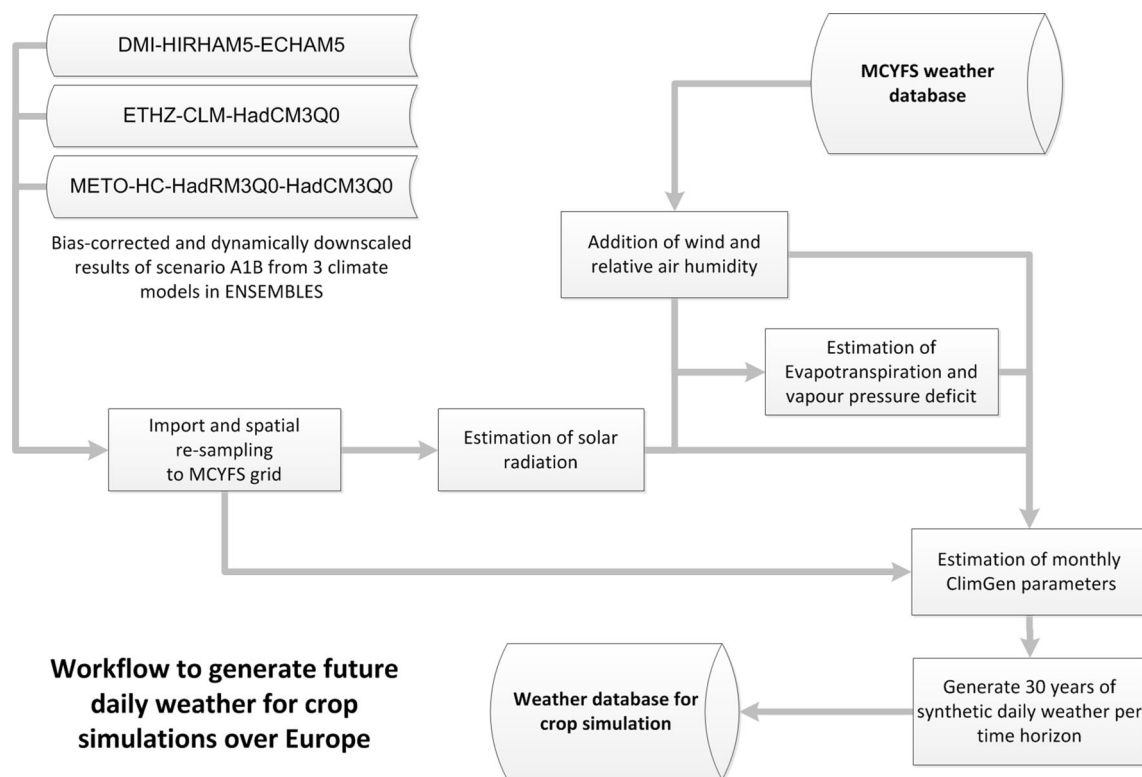 DMI-HIRHAM5-ECHAM5
ETHZ-CLM-HadCM3Q0
METO-HC-HadRM3Q0-HadCM3Q0
Bias-corrected and dynamically downscaled
results of scenario A1B from 3 climate
models in ENSEMBLES
MCYFS weather
database
Addition of wind and
relative air humidity
Estimation of
Evapotranspiration and
vapour pressure deficit
Import and spatial
re-sampling
to MCYFS grid
Estimation of solar
radiation
Estimation of monthly
ClimGen parameters
Generate 30 years of
synthetic daily weather per
time horizon
Weather database for
crop simulation
Workflow to generate future
daily weather for crop
simulations over Europe